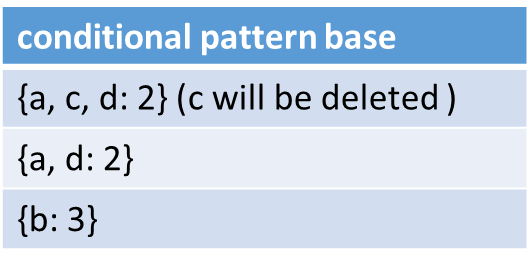 conditional pattern base
{a, c, d: 2} (c will be deleted )
{a, d: 2}
{b: 3}